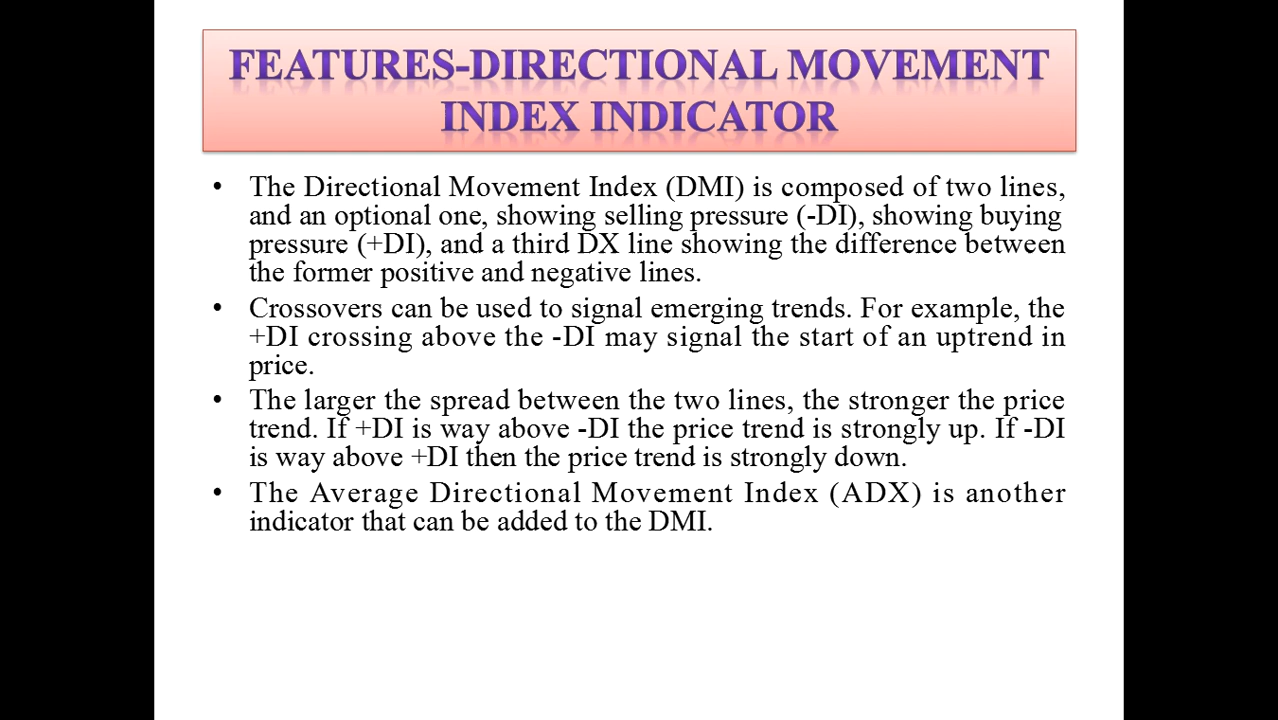 FEATURES-DIRECTIONAL MOVEMENT
INDEX INDICATOR
• The Directional Movement Index (DMI) is composed of two lines,
and an optional one, showing selling pressure (-DI), showing buying
pressure (+DI), and a third DX line showing the difference between
the former positive and negative lines.
• Crossovers can be used to signal emerging trends. For example, the
+DI crossing above the -DI may signal the start of an uptrend in
price.
• The larger the spread between the two lines, the stronger the price
trend. If +DI is way above -DI the price trend is strongly up. If -DI
is way above +DI then the price trend is strongly down.
• The Average Directional Movement Index (ADX) is another
indicator that can be added to the DMI.